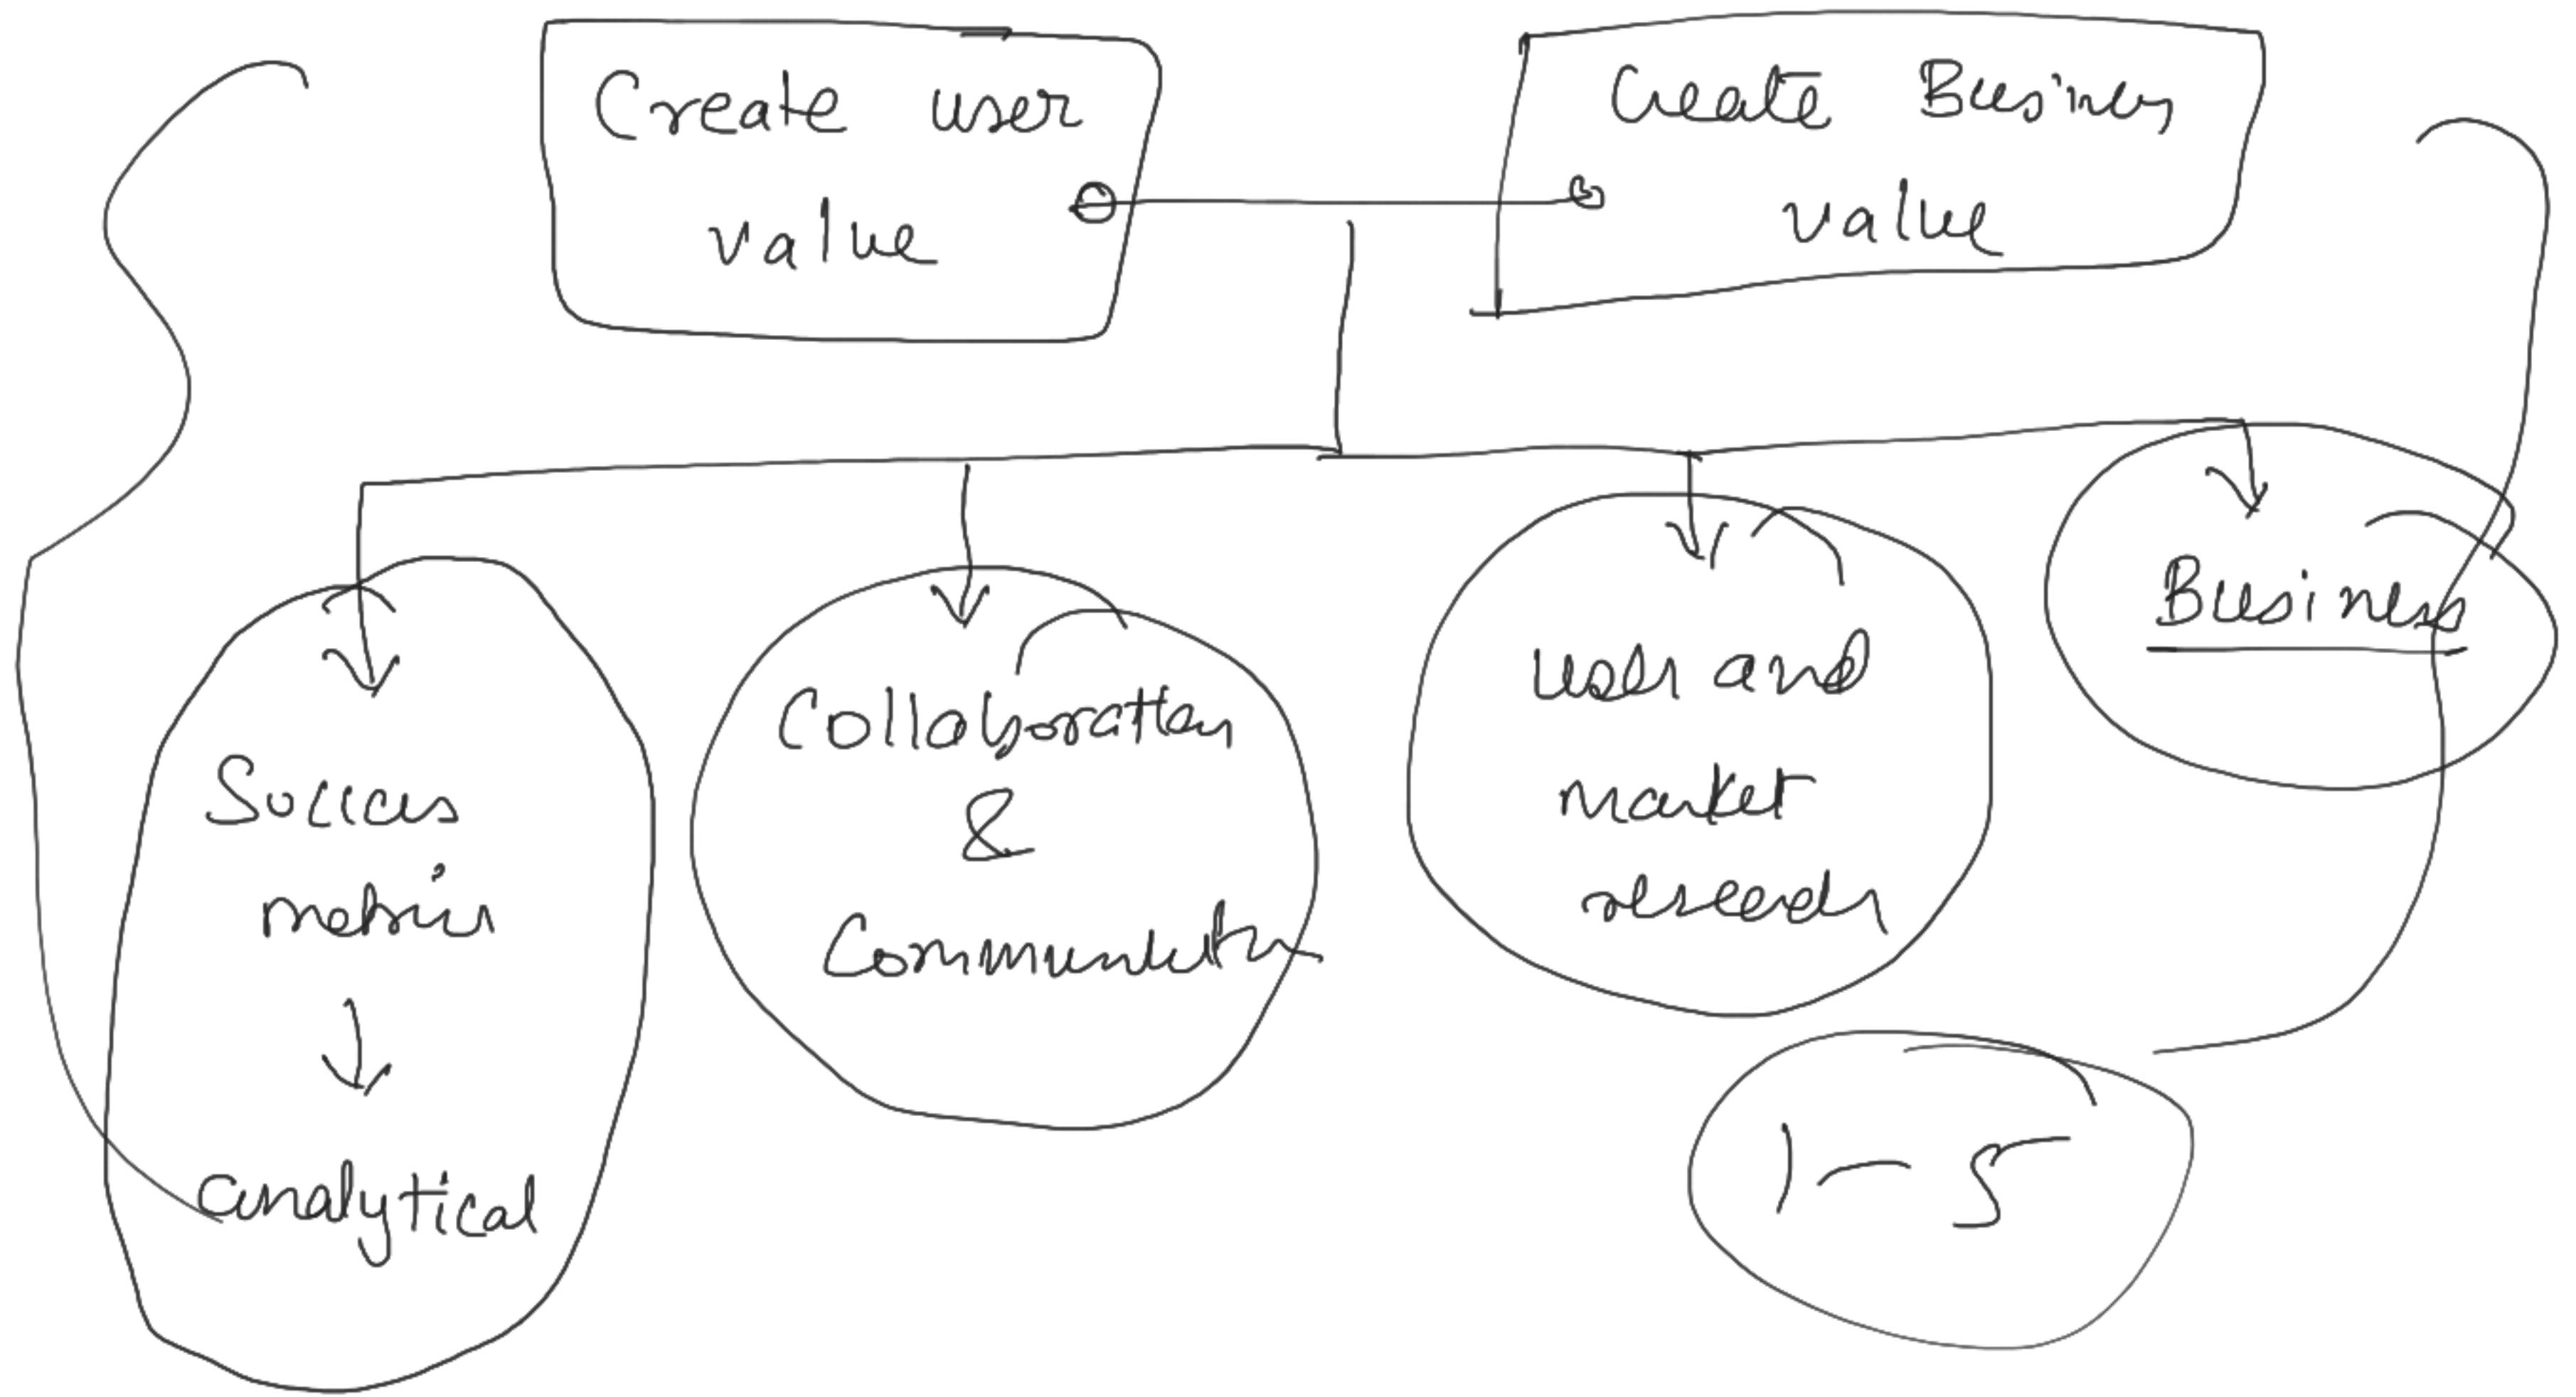 Create user
value
Create Business
value
Success
metrics
analytical
Collaboration
&
Communication
user and
market
research
Business
1-5